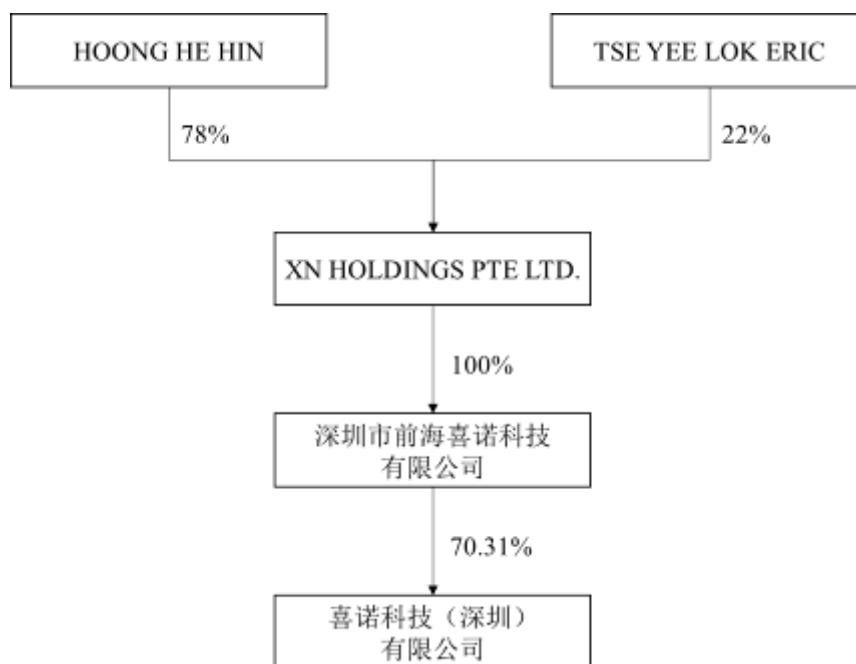 HOONG HE HIN
TSE YEE LOK ERIC
78%
22%
XN HOLDINGS PTE LTD.
100%
深圳市前海喜诺科技
有限公司
70.31%
喜诺科技（深圳）
有限公司